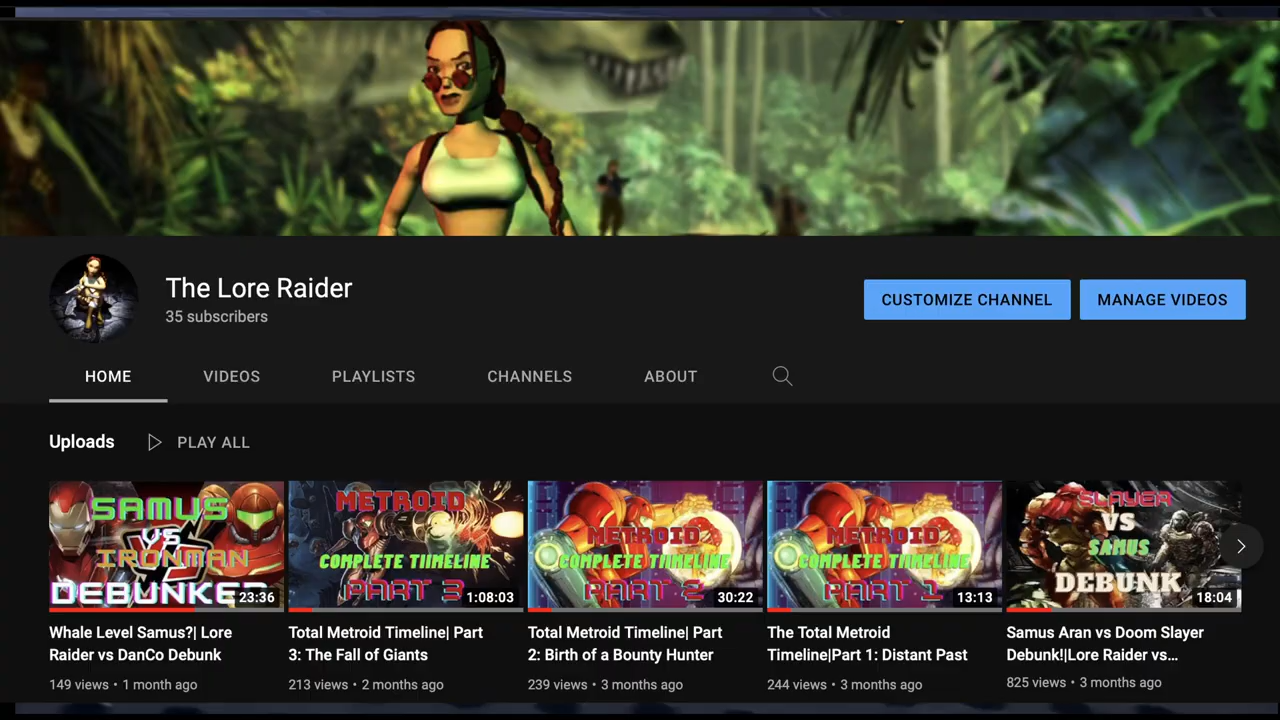 The Lore Raider
35 subscribers
CUSTOMIZE CHANNEL
MANAGE VIDEOS
HOME
VIDEOS
PLAYLISTS
CHANNELS
ABOUT
Uploads
PLAY ALL
SAMUS
VS
IRONMAN
DEBUNKE
23:36
METROID
COMPLETE TIIMELINE
PART 3
1:08:03
METROID
COMPLETE TIIMELINE
PART 2
30:22
METROID
COMPLETE TIIMELINE
PART 1
13:13
SLAYER
VS
SAMUS
DEBUNK
18:04
Whale Level Samus?| Lore
Raider vs DanCo Debunk
149 views • 1 month ago
Total Metroid Timeline| Part
3: The Fall of Giants
213 views • 2 months ago
Total Metroid Timeline| Part
2: Birth of a Bounty Hunter
239 views • 3 months ago
The Total Metroid
Timeline|Part 1: Distant Past
244 views • 3 months ago
Samus Aran vs Doom Slayer
Debunk!|Lore Raider vs...
825 views • 3 months ago